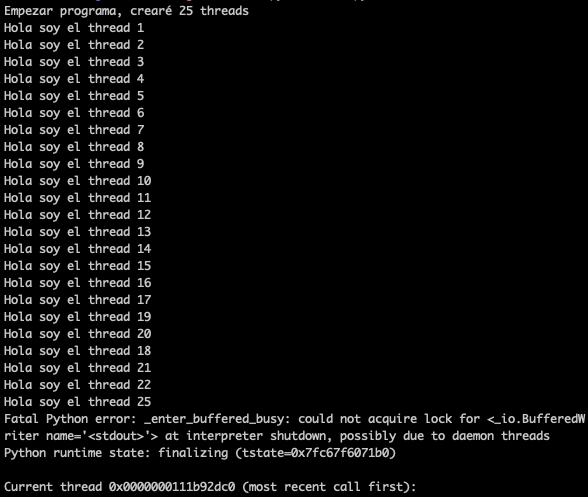 Empezar programa, crearé 25 threads
Hola soy el thread 1
Hola soy el thread 2
Hola soy el thread 3
Hola soy el thread 4
Hola soy el thread 5
Hola soy el thread 6
Hola soy el thread 7
Hola soy el thread 8
Hola soy el thread 9
Hola soy el thread 10
Hola soy el thread 11
Hola soy el thread 12
Hola soy el thread 13
Hola soy el thread 14
Hola soy el thread 15
Hola soy el thread 16
Hola soy el thread 17
Hola soy el thread 19
Hola soy el thread 20
Hola soy el thread 18
Hola soy el thread 21
Hola soy el thread 22
Hola soy el thread 25
Fatal Python error: _enter_buffered_busy: could not acquire lock for <_io.BufferedW
riter name='<stdout>'> at interpreter shutdown, possibly due to daemon threads
Python runtime state: finalizing (tstate=0x7fc67f6071b0)
Current thread 0x0000000111b92dc0 (most recent call first):